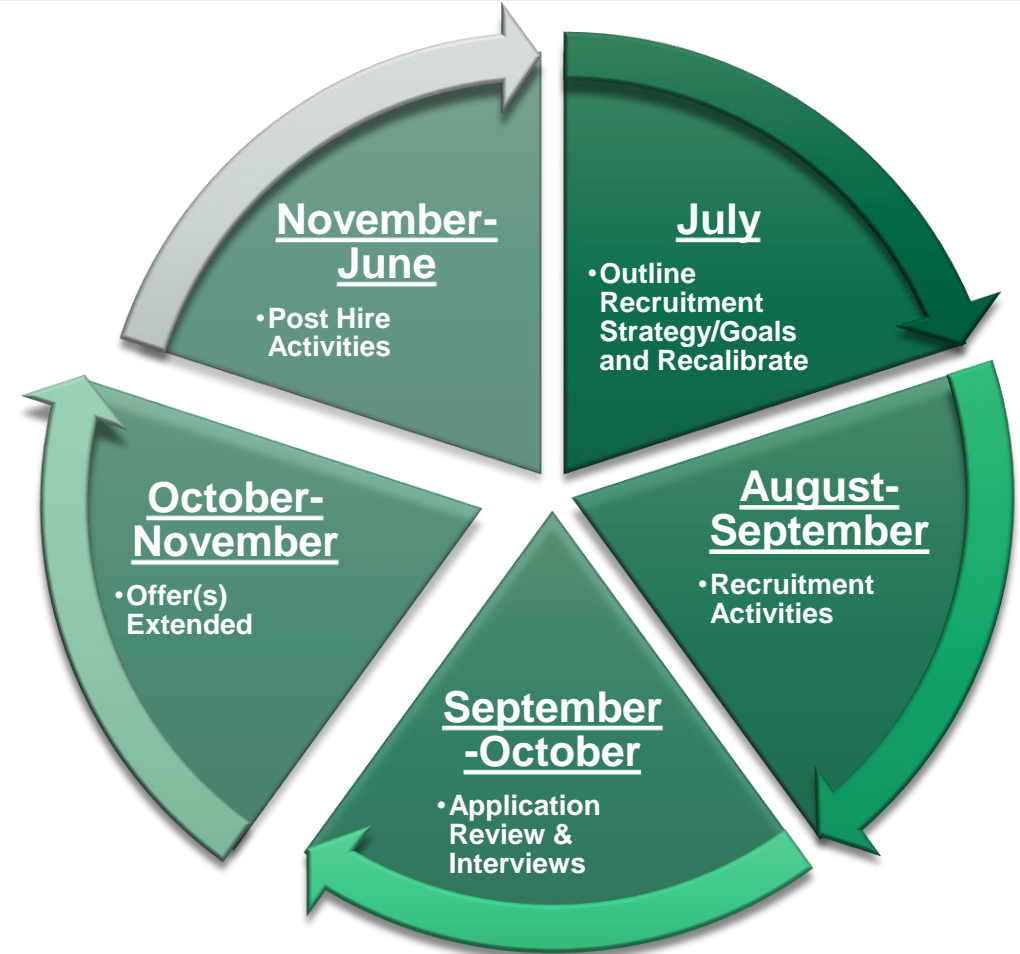 November-
June
•Post Hire
Activities
July
•Outline
Recruitment
Strategy/Goals
and Recalibrate
October-
November
•Offer(s)
Extended
August-
September
•Recruitment
Activities
September
-October
•Application
Review &
Interviews